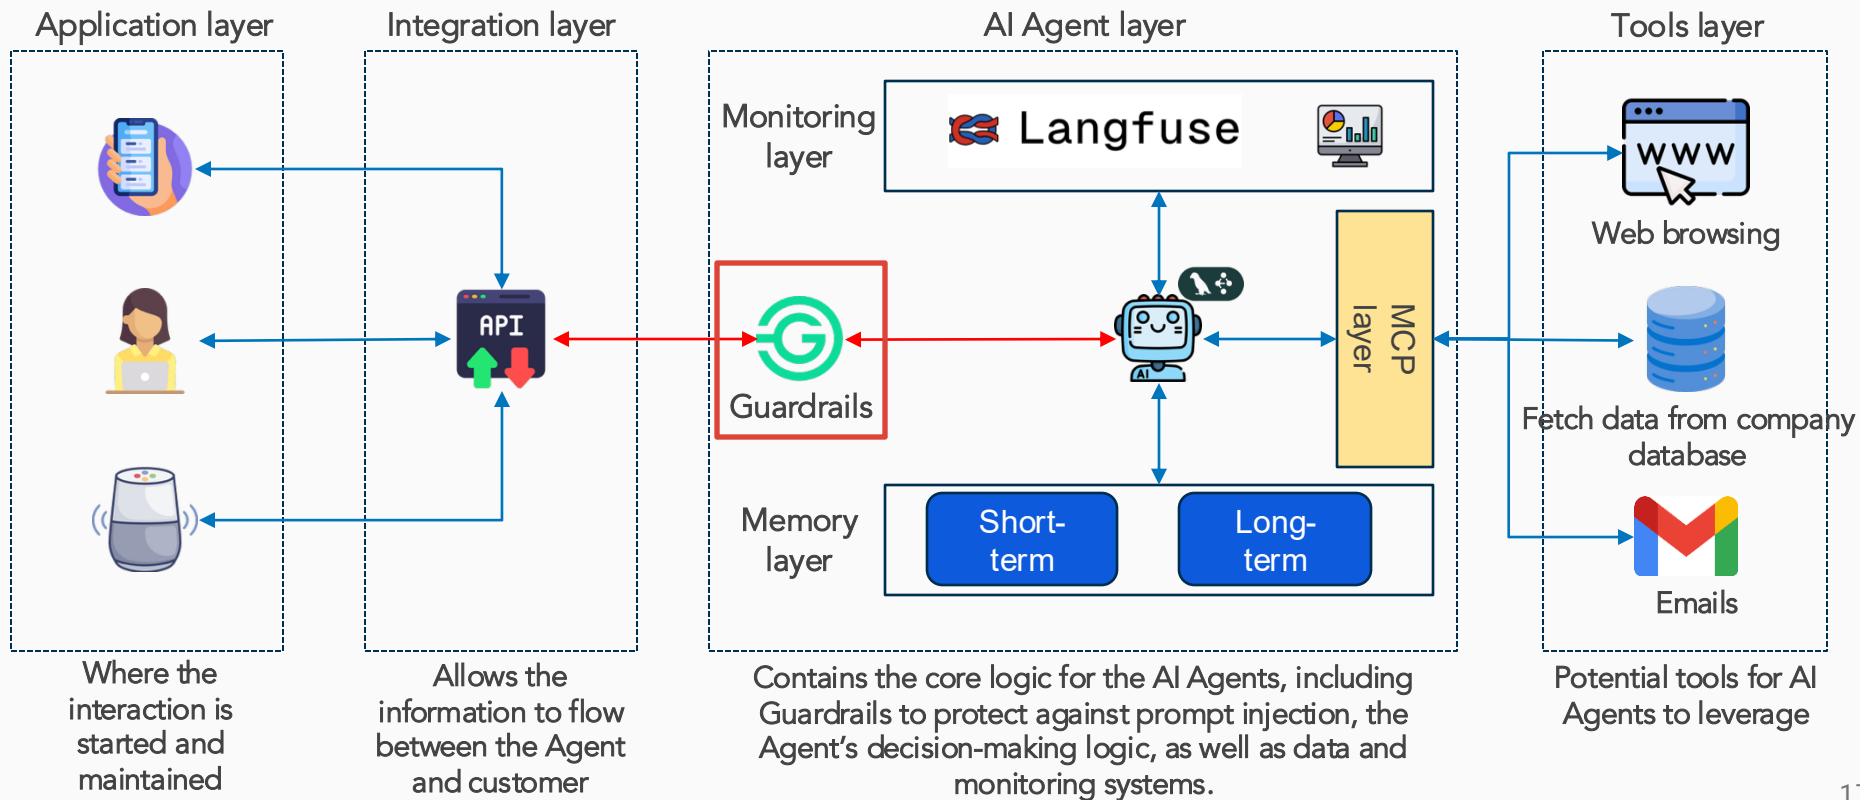 Application layer
Integration layer
AI Agent layer
Tools layer
Monitoring
layer
Langfuse
WWW
Web browsing
API
Guardrails
AI
MCP
layer
Fetch data from company
database
Memory
layer
Short-
term
Long-
term
Emails
Where the
interaction is
started and
maintained
Allows the
information to flow
between the Agent
and customer
Contains the core logic for the AI Agents, including
Guardrails to protect against prompt injection, the
Agent's decision-making logic, as well as data and
monitoring systems.
Potential tools for AI
Agents to leverage